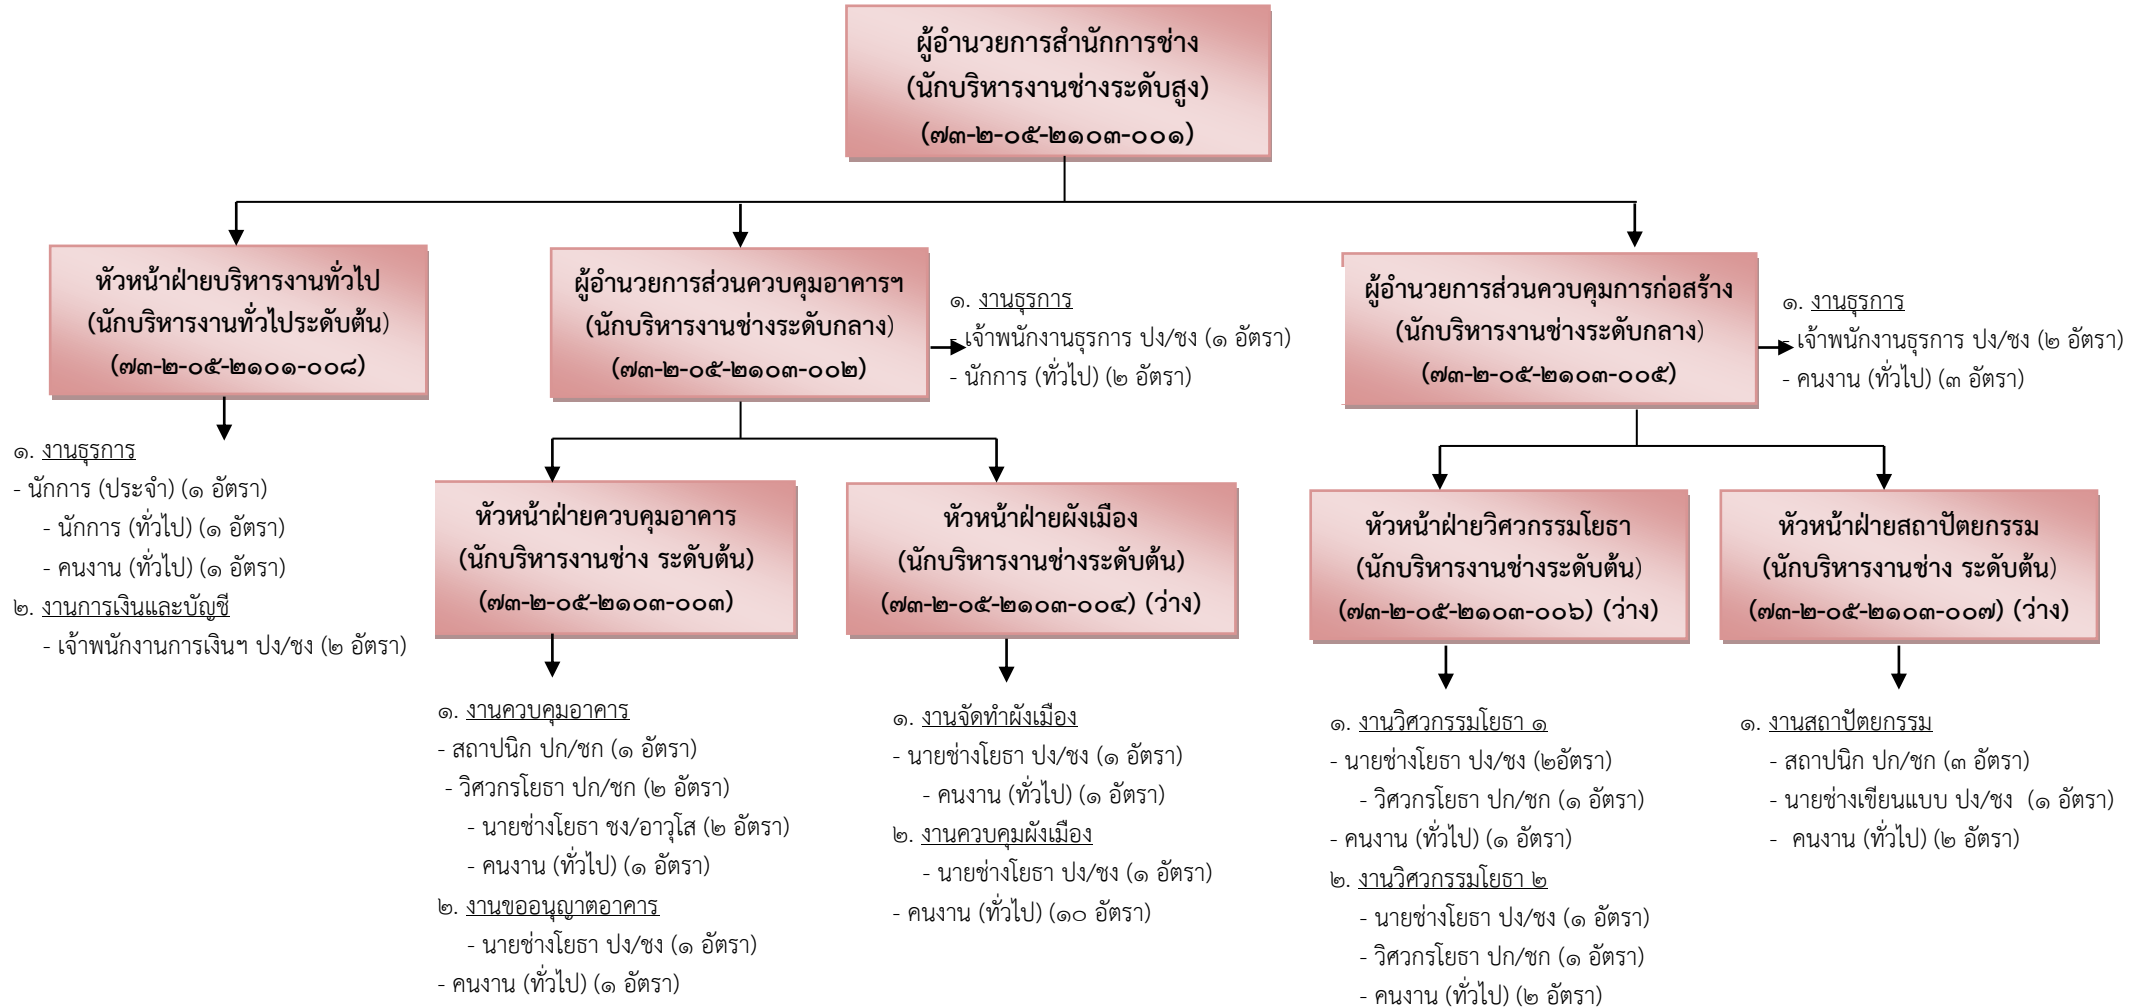 ผู้อำนวยการสำนักการช่าง
(นักบริหารงานช่างระดับสูง)
(๗๓-๒-๐๕-๒๑๐๓-๐๐๑)
หัวหน้าฝ่ายบริหารงานทั่วไป
(นักบริหารงานทั่วไประดับต้น)
(๗๓-๒-๐๕-๒๑๐๑-๐๐๘)
๑. งานธุรการ
- นักการ (ประจำ) (๑ อัตรา)
- นักการ (ทั่วไป) (๑ อัตรา)
- คนงาน (ทั่วไป) (๑ อัตรา)
๒. งานการเงินและบัญชี
- เจ้าพนักงานการเงินฯ ปง/ชง (๒ อัตรา)
ผู้อำนวยการส่วนควบคุมอาคารฯ
(นักบริหารงานช่างระดับกลาง)
(๗๓-๒-๐๕-๒๑๐๓-๐๐๒)
๑. งานธุรการ
- เจ้าพนักงานธุรการ ปง/ชง (๑ อัตรา)
- นักการ (ทั่วไป) (๒ อัตรา)
ผู้อำนวยการส่วนควบคุมการก่อสร้าง
(นักบริหารงานช่างระดับกลาง)
(๗๓-๒-๐๕-๒๑๐๓-๐๐๕)
๑. งานธุรการ
- เจ้าพนักงานธุรการ ปง/ชง (๒ อัตรา)
- คนงาน (ทั่วไป) (๓ อัตรา)
หัวหน้าฝ่ายควบคุมอาคาร
(นักบริหารงานช่าง ระดับต้น)
(๗๓-๒-๐๕-๒๑๐๓-๐๐๓)
๑. งานควบคุมอาคาร
- สถาปนิก ปก/ชก (๑ อัตรา)
- วิศวกรโยธา ปก/ชก (๒ อัตรา)
- นายช่างโยธา ชง/อาวุโส (๒ อัตรา)
- คนงาน (ทั่วไป) (๑ อัตรา)
๒. งานขออนุญาตอาคาร
- นายช่างโยธา ปง/ชง (๑ อัตรา)
- คนงาน (ทั่วไป) (๑ อัตรา)
หัวหน้าฝ่ายผังเมือง
(นักบริหารงานช่างระดับต้น)
(๗๓-๒-๐๕-๒๑๐๓-๐๐๔) (ว่าง)
๑. งานจัดทำผังเมือง
- นายช่างโยธา ปง/ชง (๑ อัตรา)
- คนงาน (ทั่วไป) (๑ อัตรา)
๒. งานควบคุมผังเมือง
- นายช่างโยธา ปง/ชง (๑ อัตรา)
- คนงาน (ทั่วไป) (๑๐ อัตรา)
หัวหน้าฝ่ายวิศวกรรมโยธา
(นักบริหารงานช่างระดับต้น)
(๗๓-๒-๐๕-๒๑๐๓-๐๐๖) (ว่าง)
๑. งานวิศวกรรมโยธา ๑
- นายช่างโยธา ปง/ชง (๒อัตรา)
- วิศวกรโยธา ปก/ชก (๑ อัตรา)
- คนงาน (ทั่วไป) (๑ อัตรา)
๒. งานวิศวกรรมโยธา ๒
- นายช่างโยธา ปง/ชง (๑ อัตรา)
- วิศวกรโยธา ปก/ชก (๑ อัตรา)
- คนงาน (ทั่วไป) (๒ อัตรา)
หัวหน้าฝ่ายสถาปัตยกรรม
(นักบริหารงานช่าง ระดับต้น)
(๗๓-๒-๐๕-๒๑๐๓-๐๐๗) (ว่าง)
๑. งานสถาปัตยกรรม
- สถาปนิก ปก/ชก (๓ อัตรา)
- นายช่างเขียนแบบ ปง/ชง (๑ อัตรา)
- คนงาน (ทั่วไป) (๒ อัตรา)